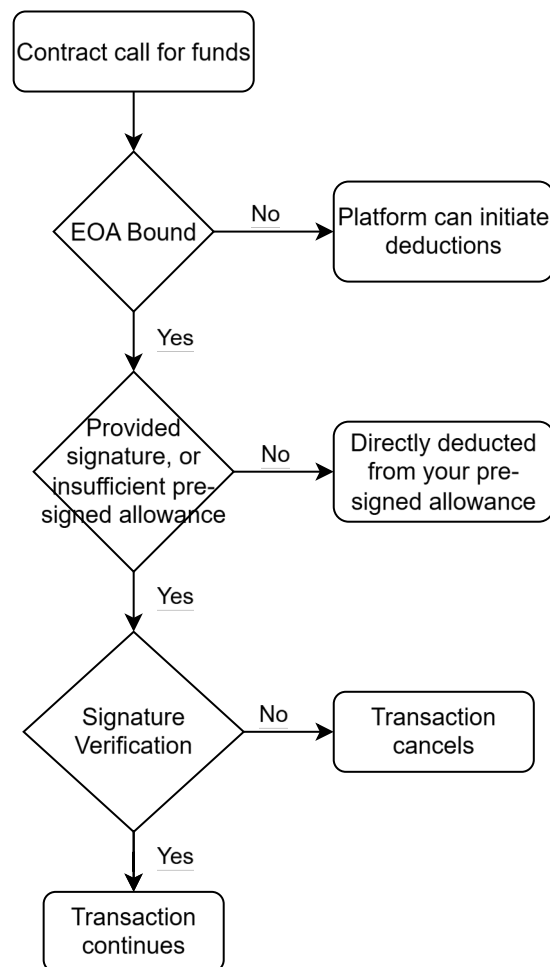 Contract call for funds
EOA Bound
No
Platform can initiate
deductions
Yes
Provided
signature, or
insufficient pre-
signed allowance
No
Directly deducted
from your pre-
signed allowance
Yes
Signature
Verification
No
Transaction
cancels
Yes
Transaction
continues